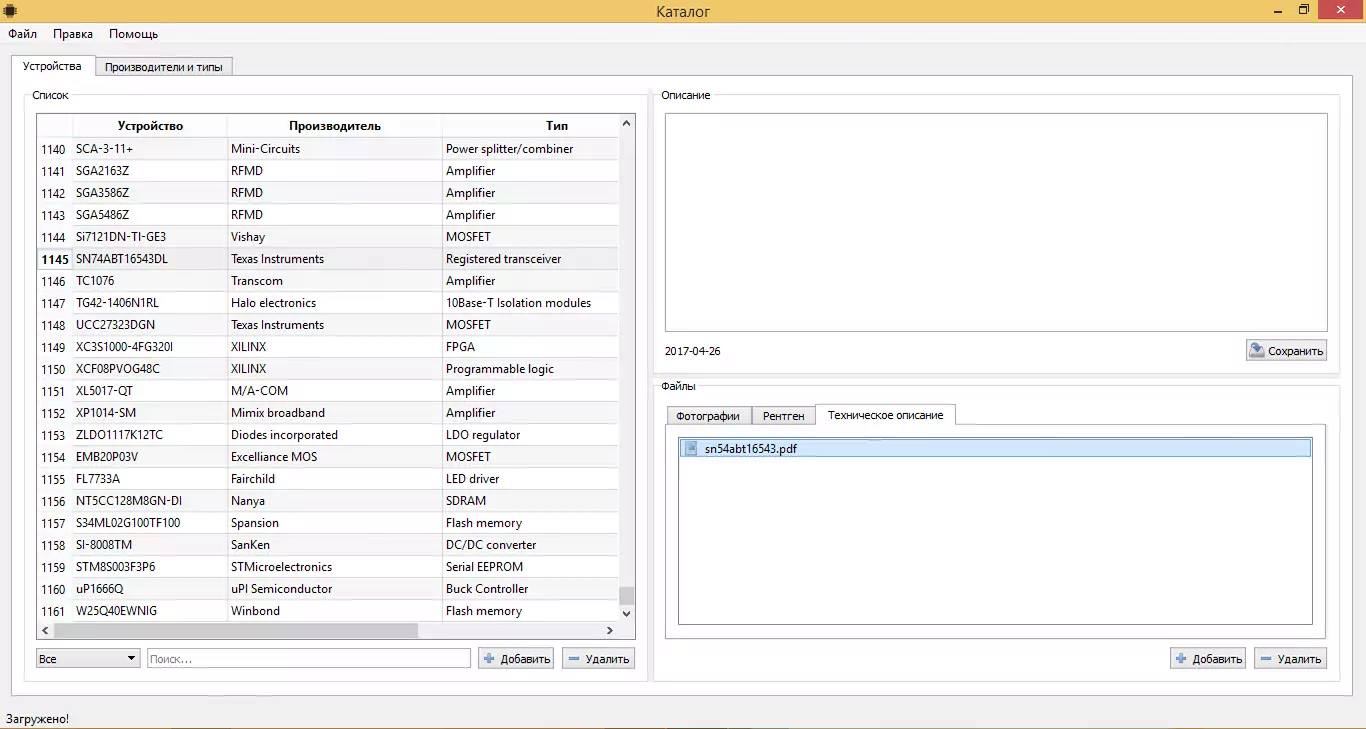 Каталог
Файл Правка Помощь
Устройства Производители и типы
Список
Устройство Производитель Тип
1140 SCA-3-11+ Mini-Circuits Power splitter/combiner
1141 SGA2163Z RFMD Amplifier
1142 SGA3586Z RFMD Amplifier
1143 SGA5486Z RFMD Amplifier
1144 Si7121DN-TI-GE3 Vishay MOSFET
1145 SN74ABT16543DL Texas Instruments Registered transceiver
1146 TC1076 Transcom Amplifier
1147 TG42-1406N1RL Halo electronics 10Base-T Isolation modules
1148 UCC27323DGN Texas Instruments MOSFET
1149 XC3S1000-4FG320I XILINX FPGA
1150 XCF08PVOG48C XILINX Programmable logic
1151 XL5017-QT M/A-COM Amplifier
1152 XP1014-SM Mimix broadband Amplifier
1153 ZLDO1117K12TC Diodes incorporated LDO regulator
1154 EMB20P03V Excelliance MOS MOSFET
1155 FL7733A Fairchild LED driver
1156 NT5CC128M8GN-DI Nanya SDRAM
1157 S34ML02G100TF100 Spansion Flash memory
1158 SI-8008TM SanKen DC/DC converter
1159 STM8S003F3P6 STMicroelectronics Serial EEPROM
1160 uP1666Q uPI Semiconductor Buck Controller
1161 W25Q40EWNIG Winbond Flash memory
Все Поиск... Добавить Удалить
Описание
2017-04-26 Сохранить
Файлы
Фотографии Рентген Техническое описание
sn54abt16543.pdf
Добавить Удалить
Загружено!